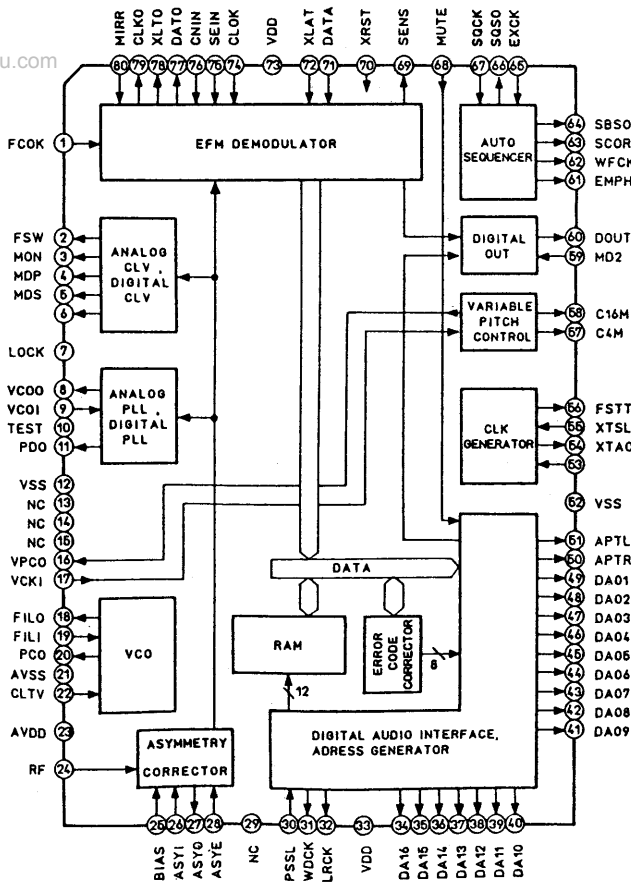 u.com
MIRR CLKO XLTO DATO CNIN SEIN CLOK VDD XLAT DATA XRST SENS MUTE SQCK SQSO EXCK
80 79 78 77 76 75 74 73 72 71 70 69 68 67 66 65
FCOK 1
EFM DEMODULATOR
AUTO
SEQUENCER
64 SBSO
63 SCOR
62 WFCK
61 EMPH
FSW 2
MON 3
MDP 4
MDS 5
6
ANALOG
CLV,
DIGITAL
CLV
DIGITAL
OUT
60 DOUT
59 MD2
VARIABLE
PITCH
CONTROL
58 C16M
57 C4M
LOCK 7
VCOO 8
VCOI 9
TEST 10
PDO 11
ANALOG
PLL,
DIGITAL
PLL
CLK
GENERATOR
56 FSTT
55 XTSL
54 XTAO
53
VSS 12
NC 13
NC 14
NC 15
VPCO 16
VCKI 17
52 VSS
51 APTL
50 APTR
49 DA01
48 DA02
47 DA03
46 DA04
45 DA05
44 DA06
43 DA07
42 DA08
41 DA09
DATA
FILO 18
FILI 19
PCO 20
AVSS 21
CLTV 22
VCO
RAM
12
ERROR
CODE
CORRECTOR
8
AVDD 23
RF 24
ASYMMETRY
CORRECTOR
DIGITAL AUDIO INTERFACE,
ADRESS GENERATOR
25 26 27 28 29 30 31 32 33 34 35 36 37 38 39 40
BIAS ASYI ASYO ASYE NC PSSL WDCK LRCK VDD DA16 DA15 DA14 DA13 DA12 DA11 DA10